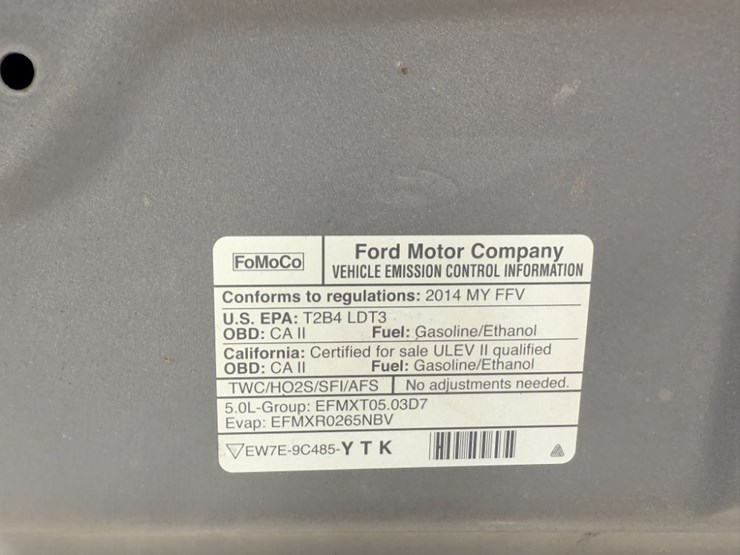 FoMoCo
Ford Motor Company
VEHICLE EMISSION CONTROL INFORMATION
Conforms to regulations: 2014 MY FFV
U.S. EPA: T2B4 LDT3
OBD: CA II Fuel: Gasoline/Ethanol
California: Certified for sale ULEV II qualified
OBD: CA II Fuel: Gasoline/Ethanol
TWC/HO2S/SFI/AFS No adjustments needed.
5.0L-Group: EFMXT05.03D7
Evap: EFMXR0265NBV
EW7E-9C485-Y T K